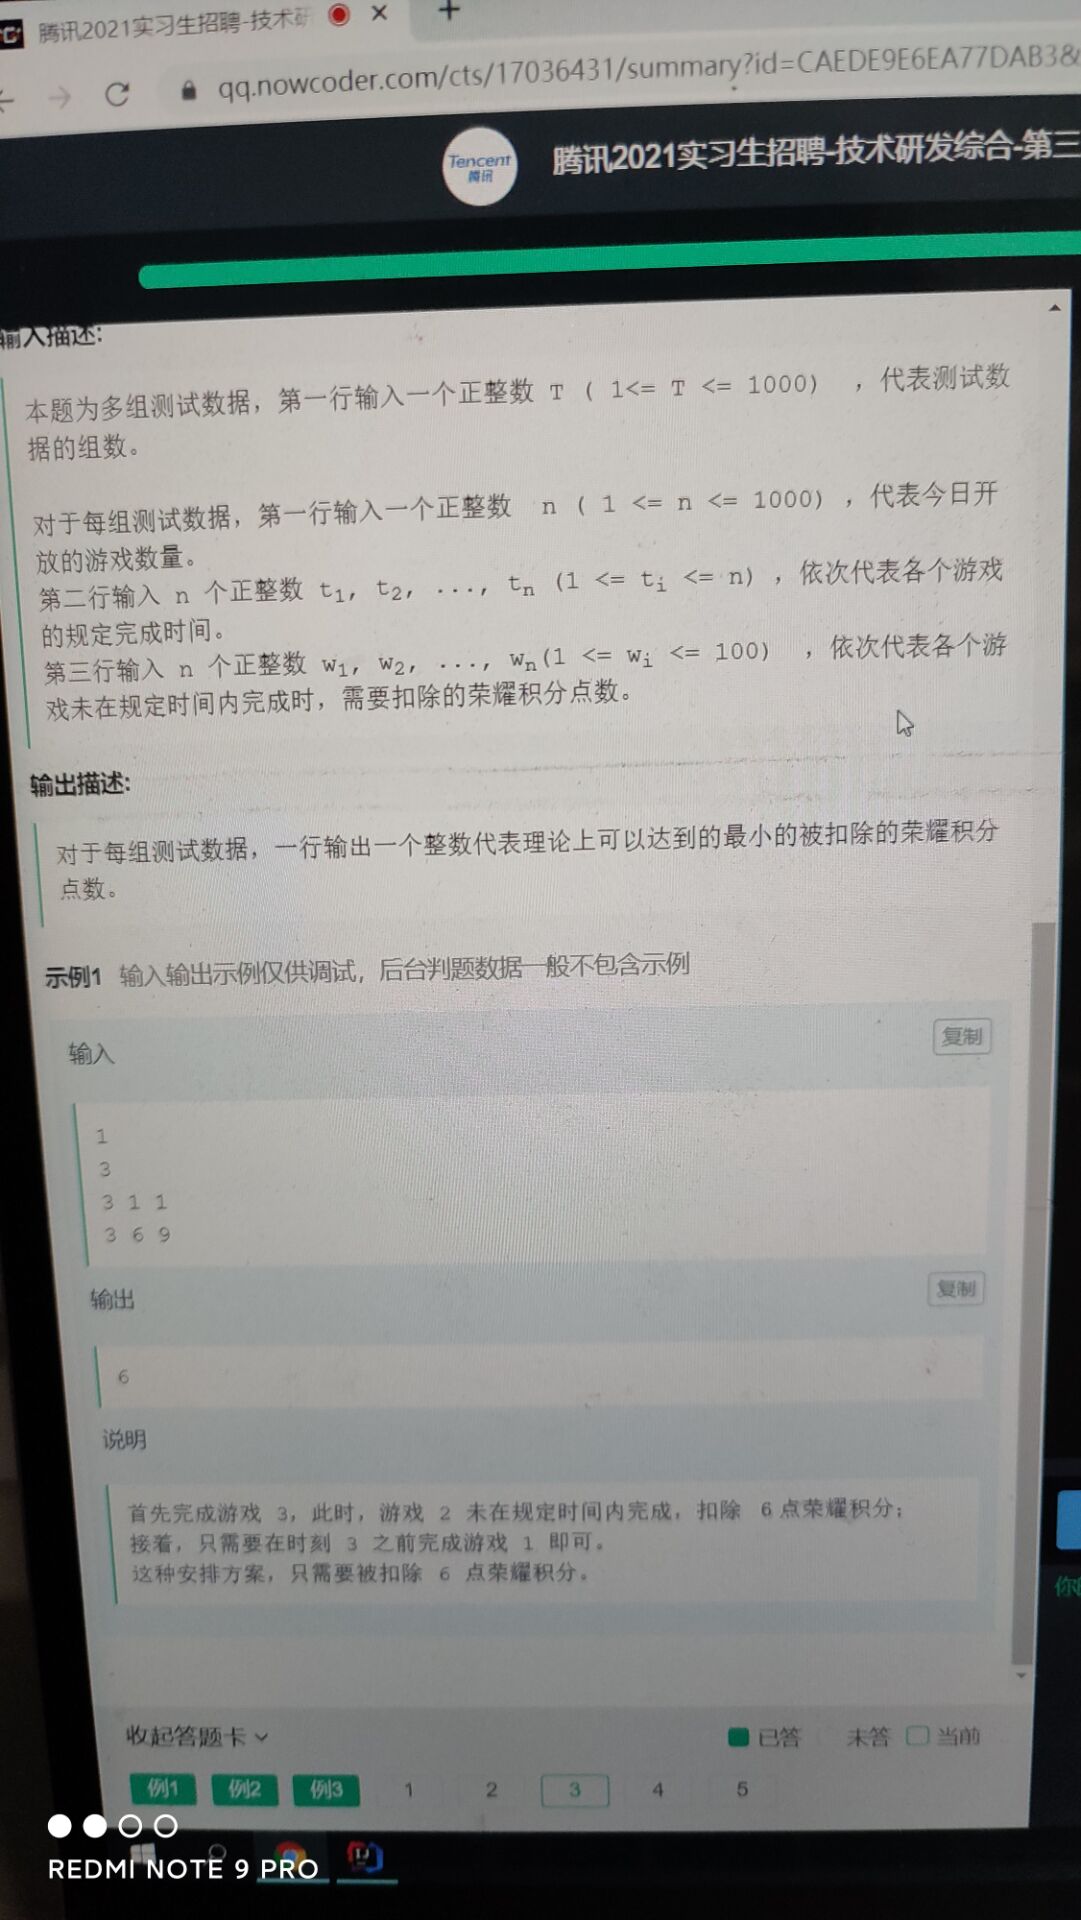 腾讯2021实习生招聘-技术研
qq.nowcoder.com/cts/17036431/summary?id=CAEDE9E6EA77DAB3&
Tencent
腾讯
腾讯2021实习生招聘-技术研发综合-第三
输入描述:
本题为多组测试数据，第一行输入一个正整数 T ( 1<= T <= 1000) ，代表测试数
据的组数。
对于每组测试数据，第一行输入一个正整数 n ( 1 <= n <= 1000) ，代表今日开
放的游戏数量。
第二行输入 n 个正整数 t1, t2, ..., tn (1 <= ti <= n) ，依次代表各个游戏
的规定完成时间。
第三行输入 n 个正整数 w1, w2, ..., wn(1 <= wi <= 100) ，依次代表各个游
戏未在规定时间内完成时，需要扣除的荣耀积分点数。
输出描述:
对于每组测试数据，一行输出一个整数代表理论上可以达到的最小的被扣除的荣耀积分
点数。
示例1 输入输出示例仅供调试，后台判题数据一般不包含示例
输入
复制
1
3
3 1 1
3 6 9
输出
复制
6
说明
首先完成游戏 3，此时，游戏 2 未在规定时间内完成，扣除 6点荣耀积分；
接着，只需要在时刻 3 之前完成游戏 1 即可。
这种安排方案，只需要被扣除 6 点荣耀积分。
收起答题卡
已答 未答 当前
例1 例2 例3 1 2 3 4 5
REDMI NOTE 9 PRO